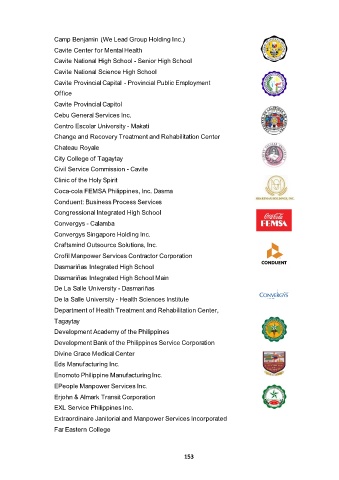 Camp Benjamin (We Lead Group Holding Inc.)
Cavite Center for Mental Health
Cavite National High School - Senior High School
Cavite National Science High School
Cavite Provincial Capital - Provincial Public Employment
Office
Cavite Provincial Capitol
Cebu General Services Inc.
Centro Escolar University - Makati
Change and Recovery Treatment and Rehabilitation Center
Chateau Royale
City College of Tagaytay
Civil Service Commission - Cavite
Clinic of the Holy Spirit
Coca-cola FEMSA Philippines, Inc. Dasma
Conduent: Business Process Services
Congressional Integrated High School
Convergys - Calamba
Convergys Singapore Holding Inc.
Craftsmind Outsource Solutions, Inc.
Crofil Manpower Services Contractor Corporation
Dasmariñas Integrated High School
Dasmariñas Integrated High School Main
De La Salle University - Dasmariñas
De la Salle University - Health Sciences Institute
Department of Health Treatment and Rehabilitation Center,
Tagaytay
Development Academy of the Philippines
Development Bank of the Philippines Service Corporation
Divine Grace Medical Center
Eds Manufacturing Inc.
Enomoto Philippine Manufacturing Inc.
EPeople Manpower Services Inc.
Erjohn & Almark Transit Corporation
EXL Service Philippines Inc.
Extraordinaire Janitorial and Manpower Services Incorporated
Far Eastern College
Coca-Cola
FEMSA
CONDUENT
CONVERGYS
153